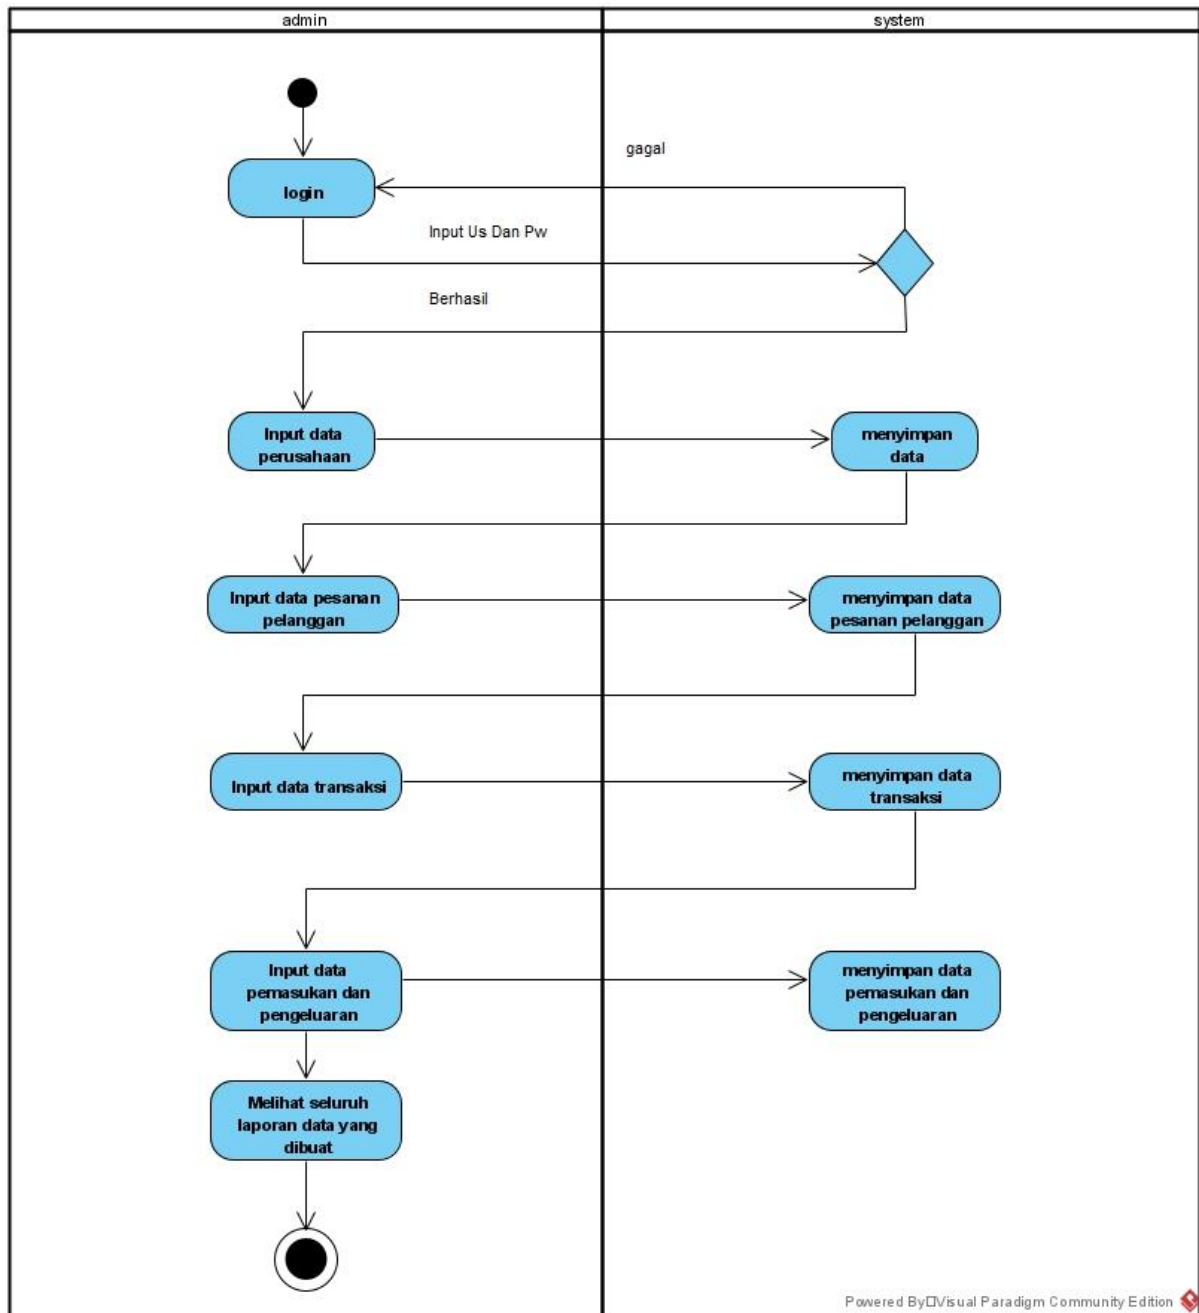 admin
system
gagal
login
Input Us Dan Pw
Berhasil
Input data
perusahaan
menyimpan
data
Input data pesanan
pelanggan
menyimpan data
pesanan pelanggan
Input data transaksi
menyimpan data
transaksi
Input data
pemasukan dan
pengeluaran
menyimpan data
pemasukan dan
pengeluaran
Melihat seluruh
laporan data yang
dibuat
Powered By□Visual Paradigm Community Edition